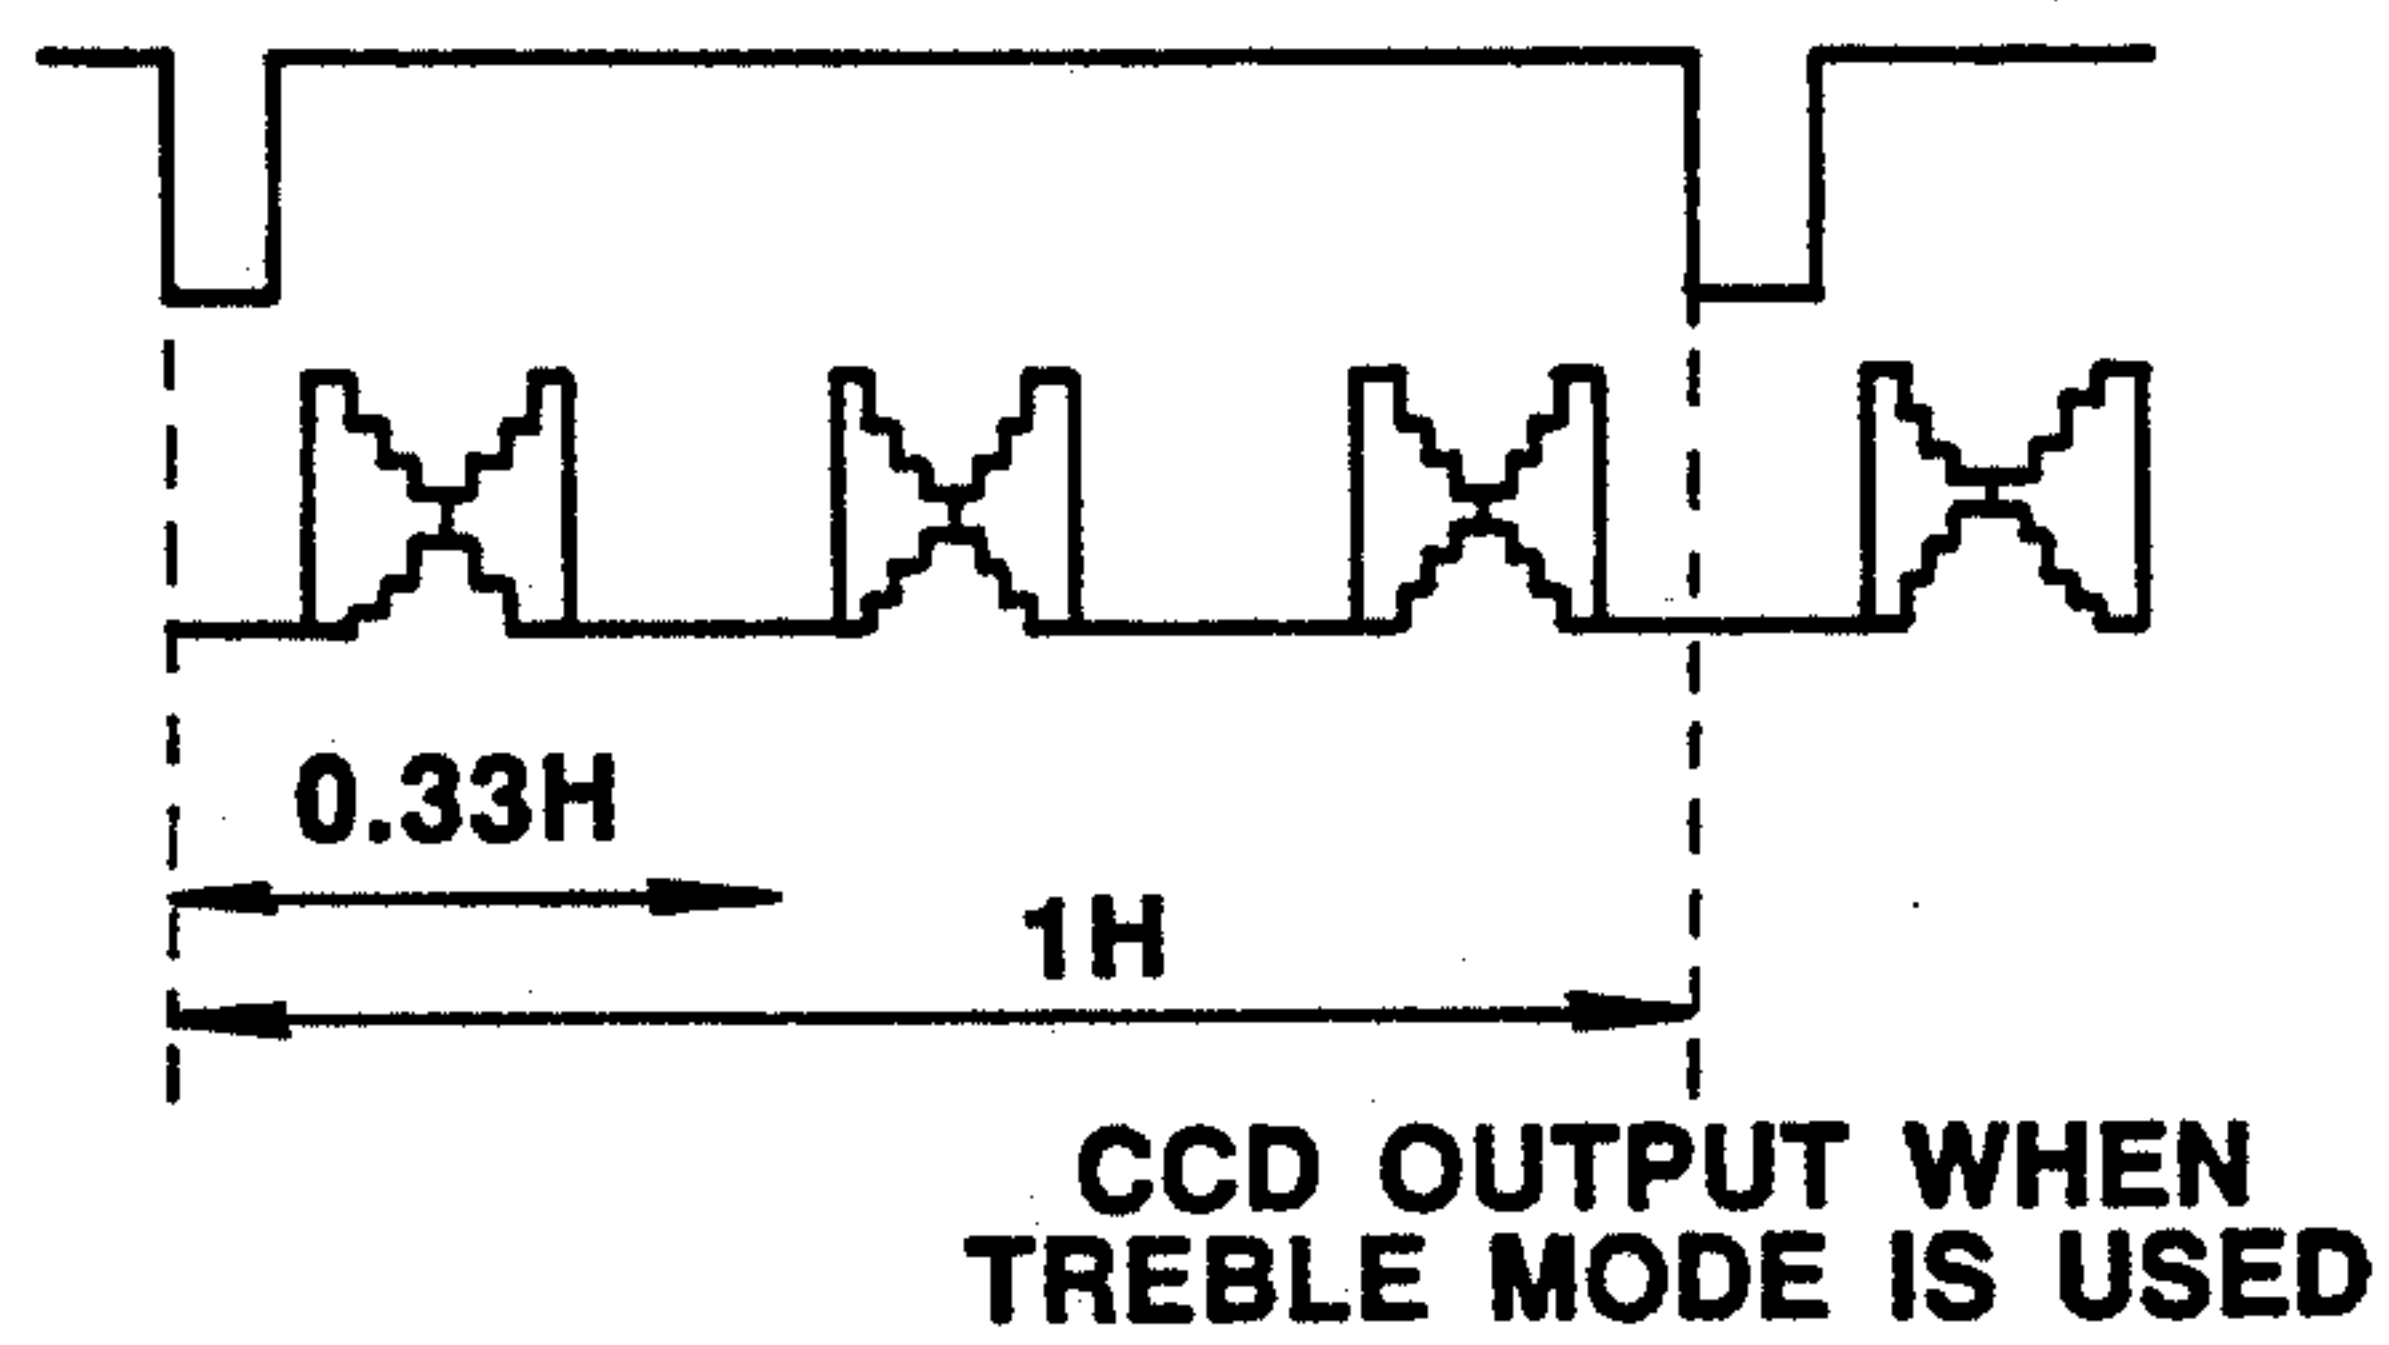 0.33H
1H
CCD OUTPUT WHEN
TREBLE MODE IS USED